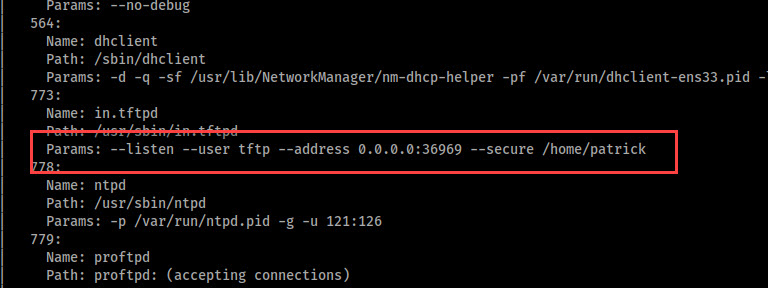 Params: --no-debug
564:
Name: dhclient
Path: /sbin/dhclient
Params: -d -q -sf /usr/lib/NetworkManager/nm-dhcp-helper -pf /var/run/dhclient-ens33.pid -l
773:
Name: in.tftpd
Path: /usr/sbin/in.tftpd
Params: --listen --user tftp --address 0.0.0.0:36969 --secure /home/patrick
778:
Name: ntpd
Path: /usr/sbin/ntpd
Params: -p /var/run/ntpd.pid -g -u 121:126
779:
Name: proftpd
Path: proftpd: (accepting connections)